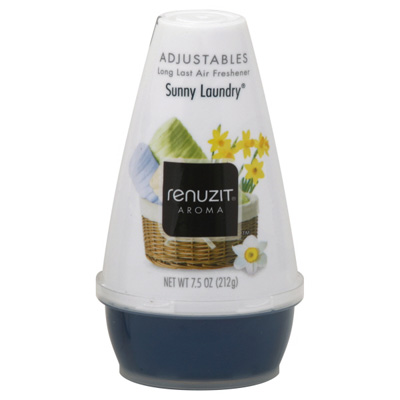 ADJUSTABLES
Long Last Air Freshener
Sunny Laundry®
renuzit®
AROMA
NET WT 7.5 OZ (212g)